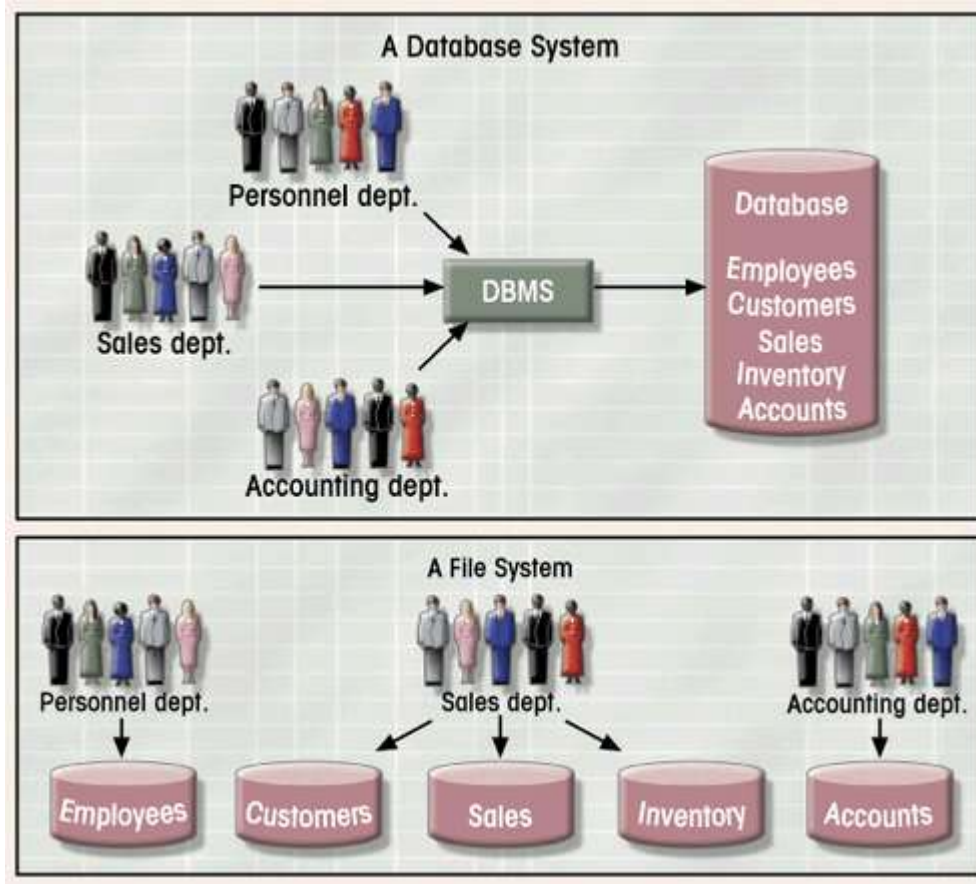 A Database System
Personnel dept.
Sales dept.
Accounting dept.
DBMS
Database
Employees
Customers
Sales
Inventory
Accounts
A File System
Personnel dept.
Sales dept.
Accounting dept.
Employees
Customers
Sales
Inventory
Accounts